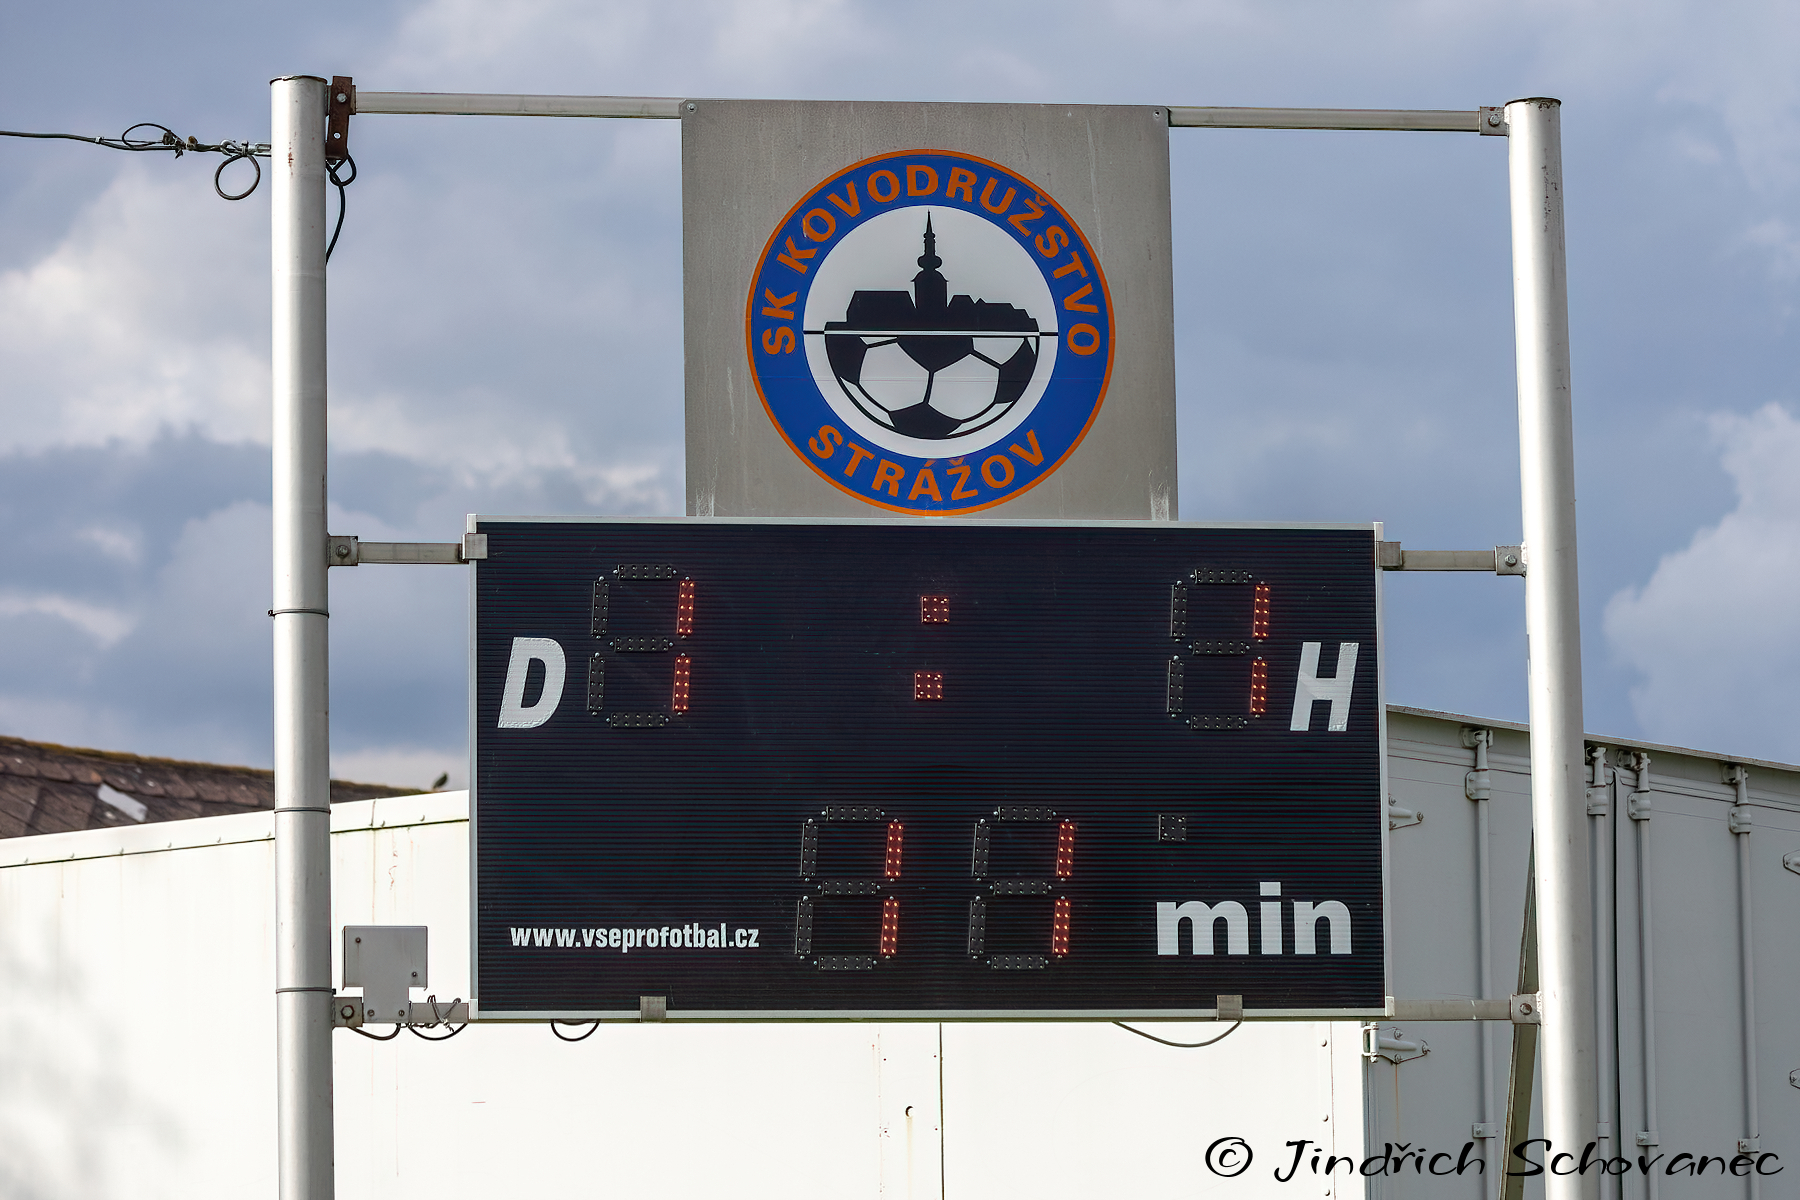 SK KOVODRUŽSTVO
STRÁŽOV
D 1 : 1 H
11 min
www.vseprofotbal.cz
© Jindřich Schovanec